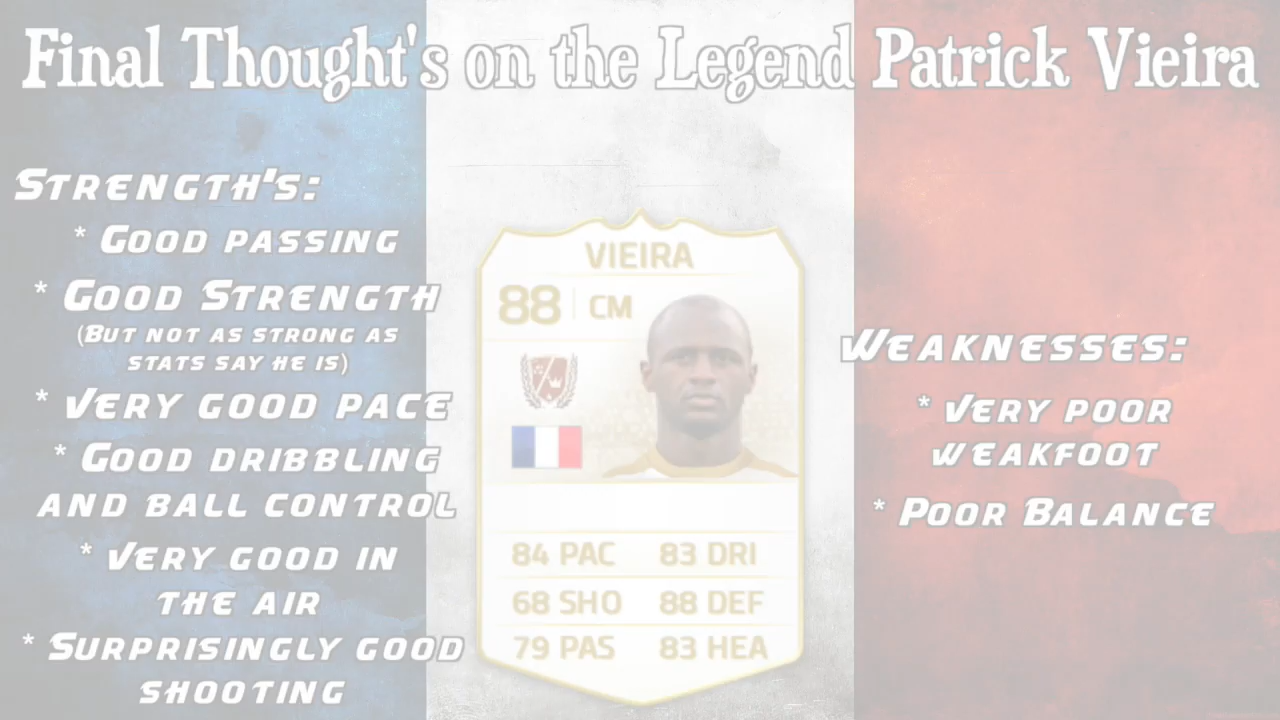 Final Thought's on the Legend Patrick Vieira
STRENGTH'S:
* GOOD PASSING
* GOOD STRENGTH
(BUT NOT AS STRONG AS
STATS SAY HE IS)
* VERY GOOD PACE
* GOOD DRIBBLING
AND BALL CONTROL
* VERY GOOD IN
THE AIR
* SURPRISINGLY GOOD
SHOOTING
VIEIRA
88 | CM
84 PAC 83 DRI
68 SHO 88 DEF
79 PAS 83 HEA
WEAKNESSES:
* VERY POOR
WEAKFOOT
* POOR BALANCE